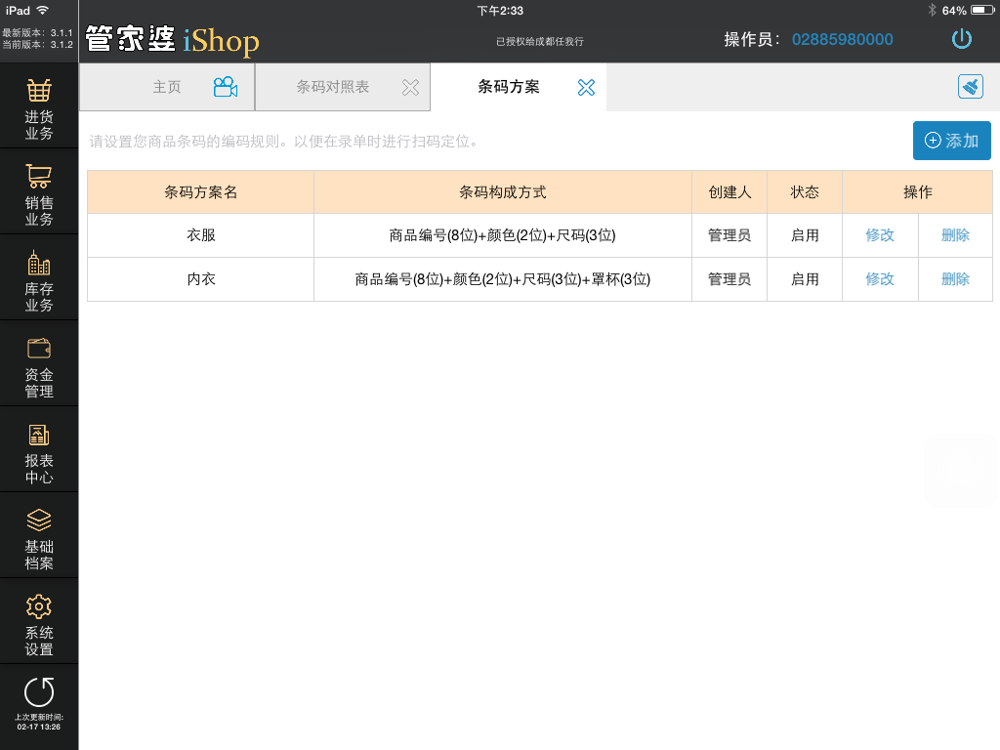 iPad 下午2:33 64%
最新版本: 3.1.1
当前版本: 3.1.2
管家婆 iShop 已授权给成都任我行 操作员： 02885980000
主页 条码对照表 条码方案
请设置您商品条码的编码规则。以便在录单时进行扫码定位。 添加
条码方案名 条码构成方式 创建人 状态 操作
衣服 商品编号(8位)+颜色(2位)+尺码(3位) 管理员 启用 修改 删除
内衣 商品编号(8位)+颜色(2位)+尺码(3位)+罩杯(3位) 管理员 启用 修改 删除
进货
业务
销售
业务
库存
业务
资金
管理
报表
中心
基础
档案
系统
设置
上次更新时间:
02-17 13:26